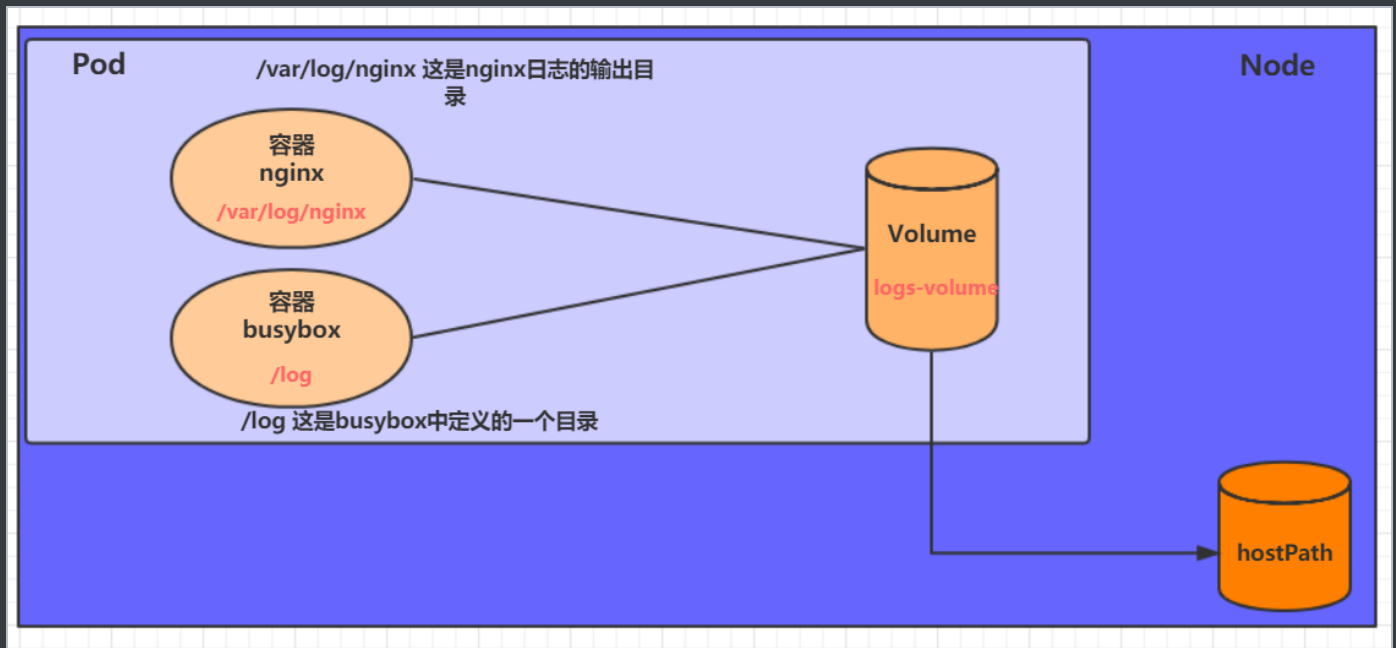 Pod
Node
/var/log/nginx 这是nginx日志的输出目
录
容器
nginx
/var/log/nginx
容器
busybox
/log
/log 这是busybox中定义的一个目录
Volume
logs-volume
hostPath